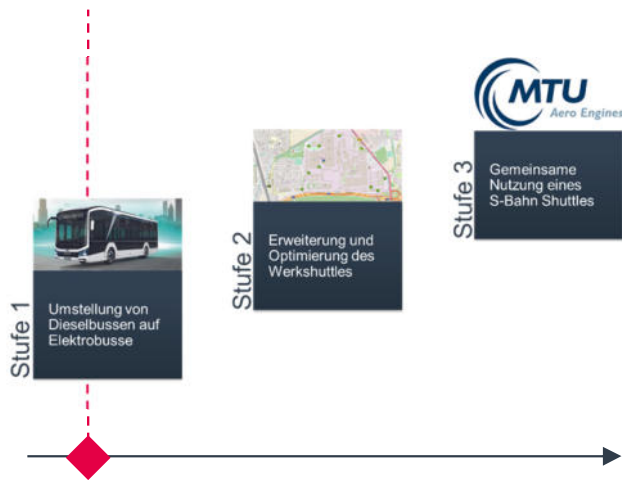 MTU
Aero Engines
Stufe 3
Gemeinsame
Nutzung eines
S-Bahn Shuttles
Stufe 2
Erweiterung und
Optimierung des
Werkshuttles
Stufe 1
Umstellung von
Dieselbussen auf
Elektrobusse